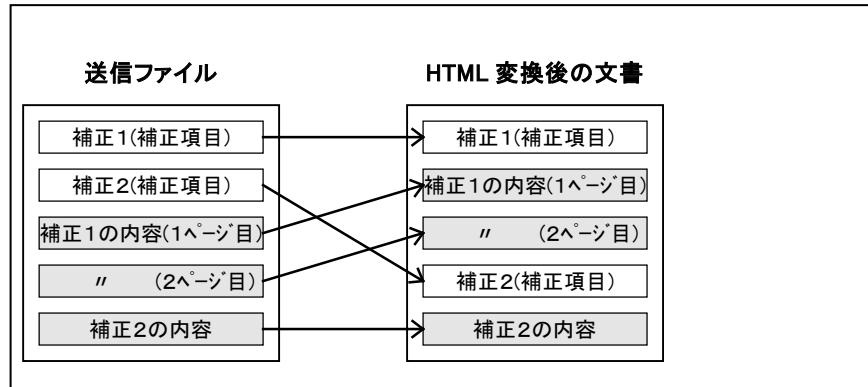 送信ファイル
HTML 変換後の文書
補正1(補正項目)
補正2(補正項目)
補正1の内容(1ﾍﾟｰｼﾞ目)
〃 (2ﾍﾟｰｼﾞ目)
補正2の内容
補正1(補正項目)
補正1の内容(1ﾍﾟｰｼﾞ目)
〃 (2ﾍﾟｰｼﾞ目)
補正2(補正項目)
補正2の内容